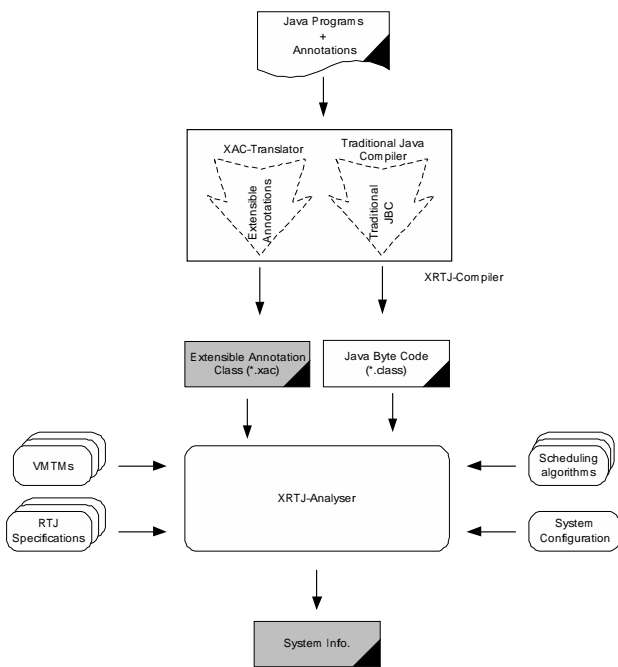 Java Programs
+
Annotations
XAC-Translator
Traditional Java
Compiler
Extensible
Annotations
Traditional
JBC
XRTJ-Compiler
Extensible Annotation
Class (*.xac)
Java Byte Code
(*.class)
VMTMs
Scheduling
algorithms
XRTJ-Analyser
RTJ
Specifications
System
Configuration
System Info.